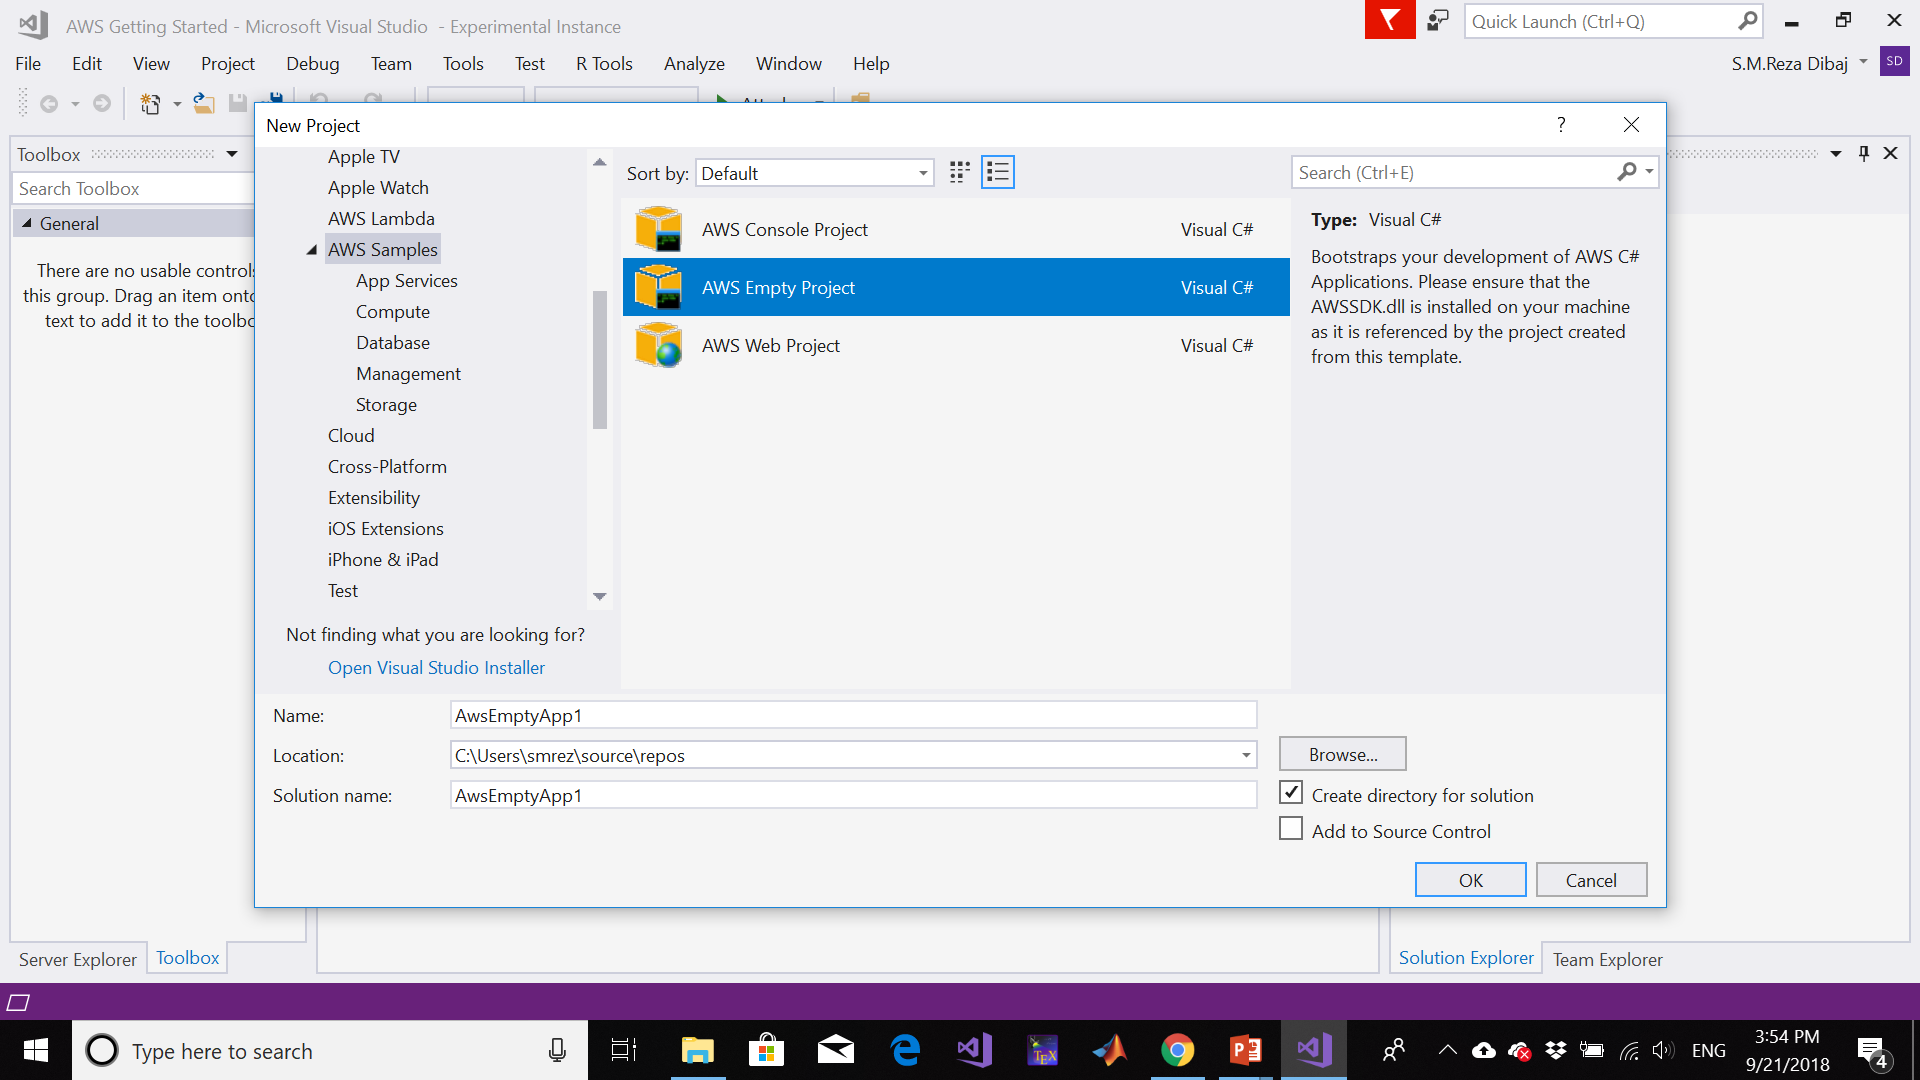 AWS Getting Started - Microsoft Visual Studio - Experimental Instance
Quick Launch (Ctrl+Q)
File Edit View Project Debug Team Tools Test R Tools Analyze Window Help
S.M.Reza Dibaj SD
Toolbox
Search Toolbox
General
There are no usable controls
this group. Drag an item onto
text to add it to the
New Project
?
Apple TV
Apple Watch
AWS Lambda
AWS Samples
App Services
Compute
Database
Management
Storage
Cloud
Cross-Platform
Extensibility
iOS Extensions
iPhone & iPad
Test
Not finding what you are looking for?
Open Visual Studio Installer
Sort by: Default
AWS Console Project Visual C#
AWS Empty Project Visual C#
AWS Web Project Visual C#
Search (Ctrl+E)
Type: Visual C#
Bootstraps your development of AWS C#
Applications. Please ensure that the
AWSSDK.dll is installed on your machine
as it is referenced by the project created
from this template.
Name: AwsEmptyApp1
Location: C:\Users\smrez\source\repos
Browse...
Solution name: AwsEmptyApp1
Create directory for solution
Add to Source Control
OK Cancel
Server Explorer Toolbox
Solution Explorer Team Explorer
Type here to search
TEX
ENG
3:54 PM
9/21/2018
4